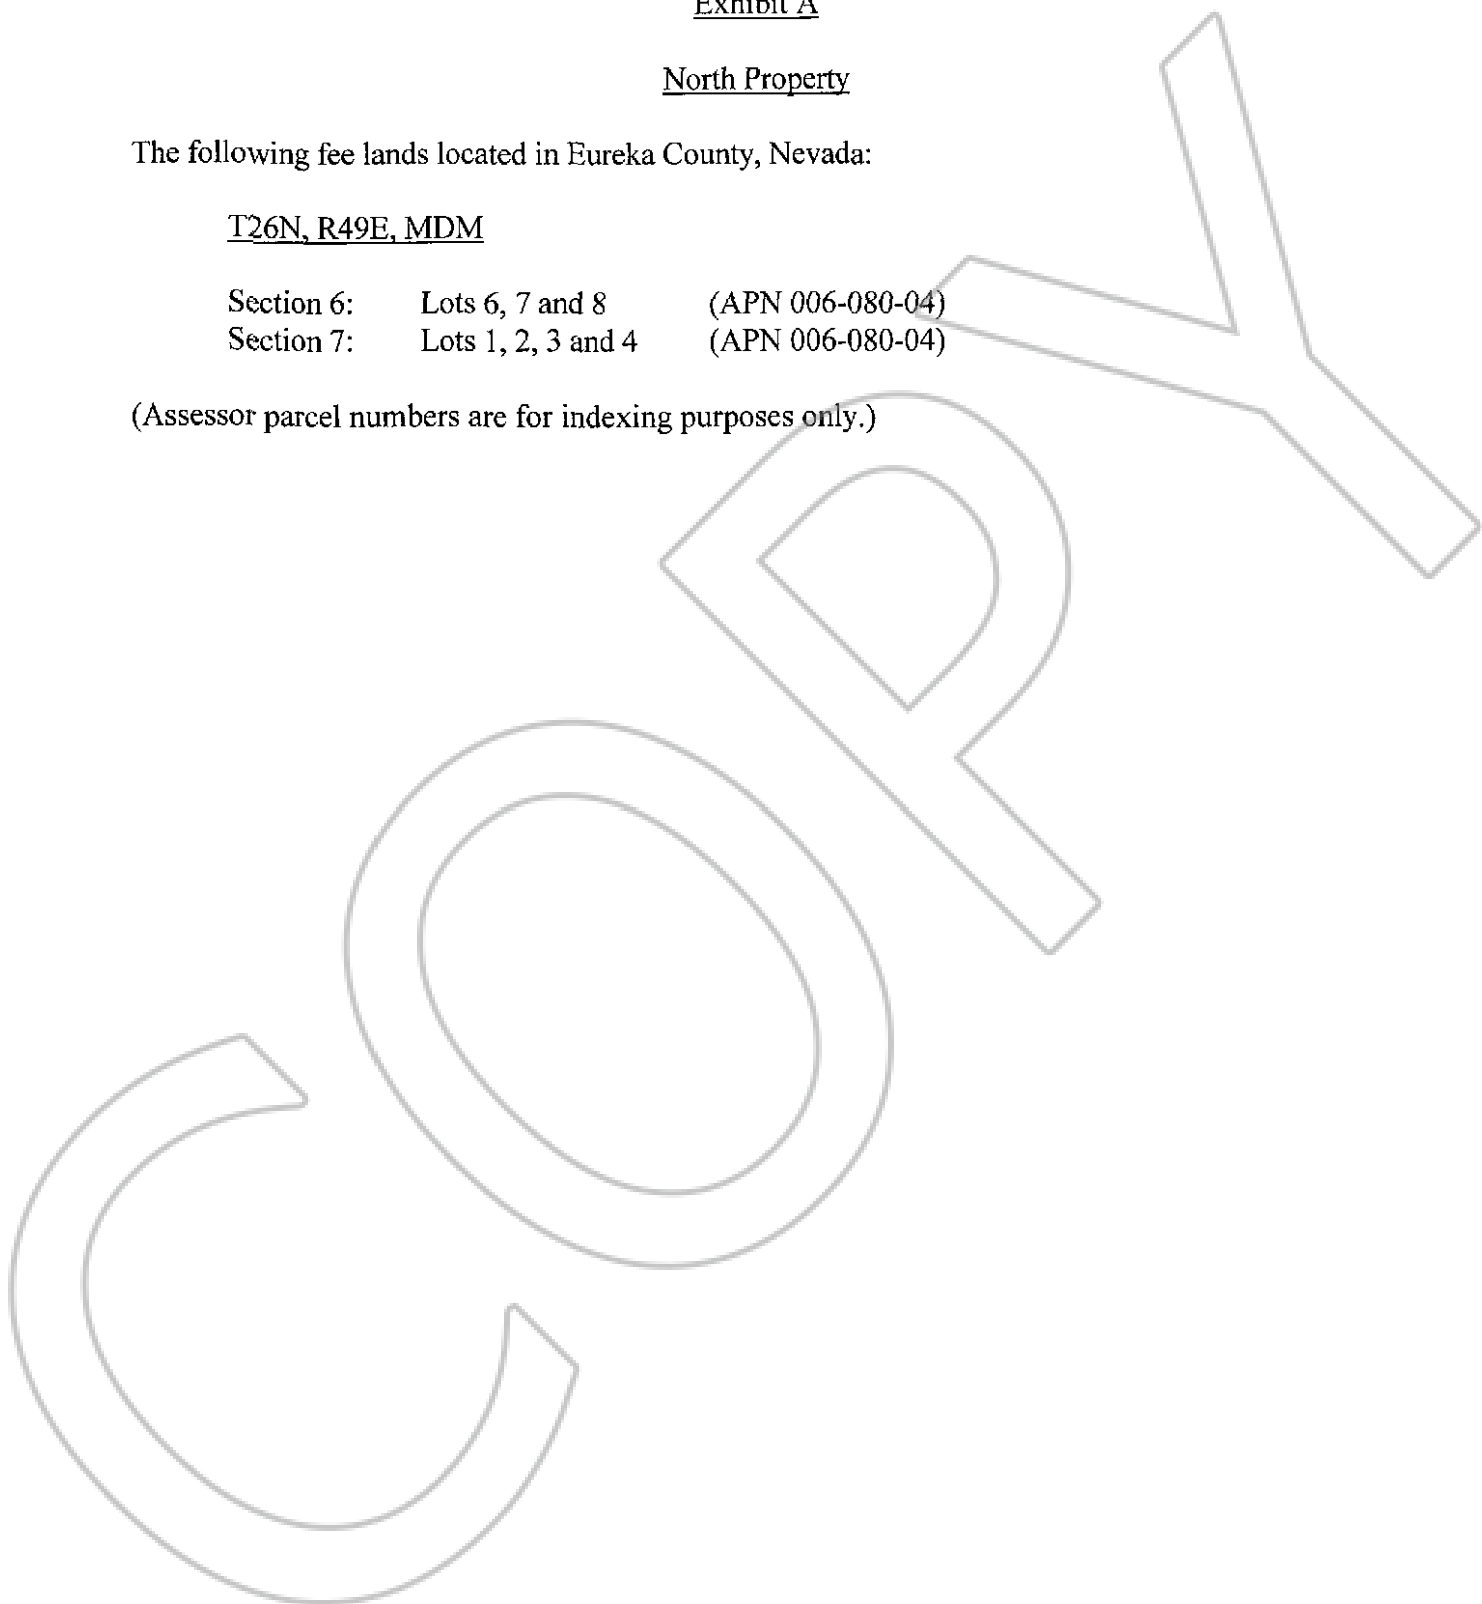 Exhibit A
North Property
The following fee lands located in Eureka County, Nevada:
T26N, R49E, MDM
Section 6: Lots 6, 7 and 8 (APN 006-080-04)
Section 7: Lots 1, 2, 3 and 4 (APN 006-080-04)
(Assessor parcel numbers are for indexing purposes only.)
COPY